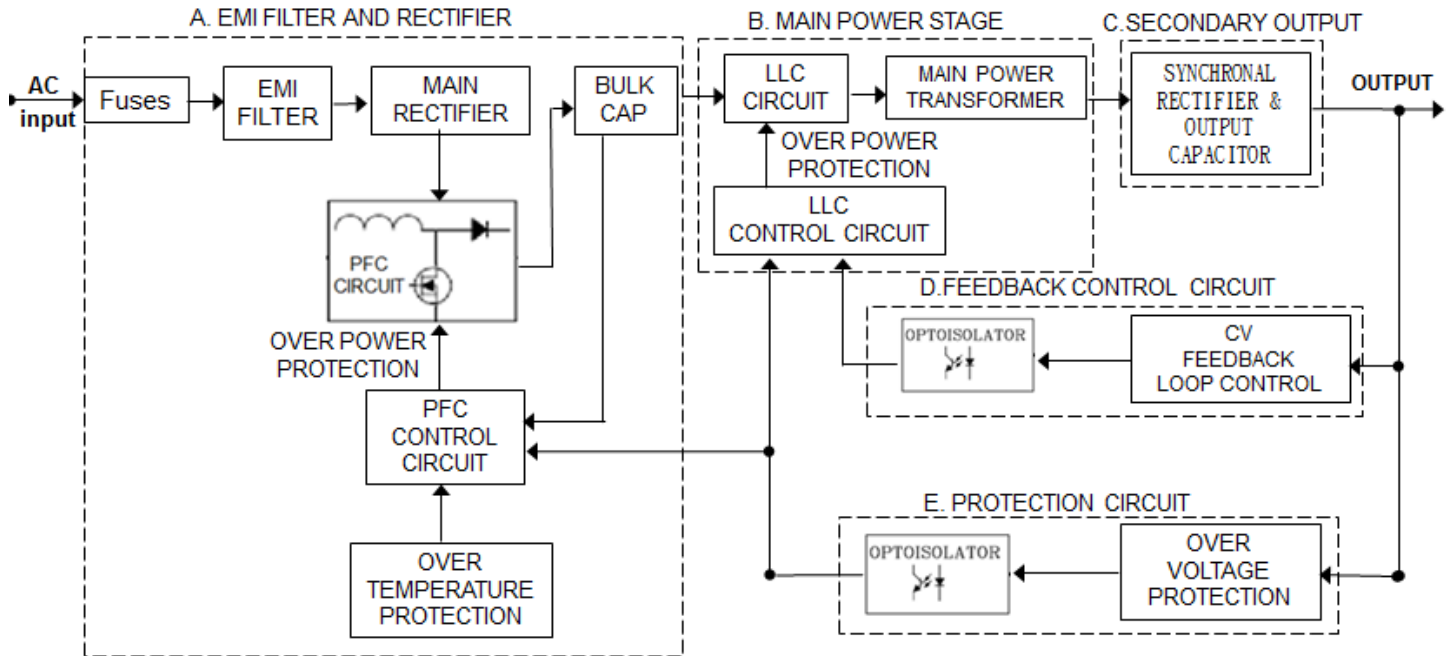 A. EMI FILTER AND RECTIFIER
B. MAIN POWER STAGE
C.SECONDARY OUTPUT
AC
input
Fuses
EMI
FILTER
MAIN
RECTIFIER
BULK
CAP
LLC
CIRCUIT
MAIN POWER
TRANSFORMER
SYNCHRONAL
RECTIFIER &
OUTPUT
CAPACITOR
OUTPUT
OVER POWER
PROTECTION
LLC
CONTROL CIRCUIT
PFC
CIRCUIT
OVER POWER
PROTECTION
D.FEEDBACK CONTROL CIRCUIT
OPTOISOLATOR
CV
FEEDBACK
LOOP CONTROL
PFC
CONTROL
CIRCUIT
E. PROTECTION CIRCUIT
OPTOISOLATOR
OVER
VOLTAGE
PROTECTION
OVER
TEMPERATURE
PROTECTION